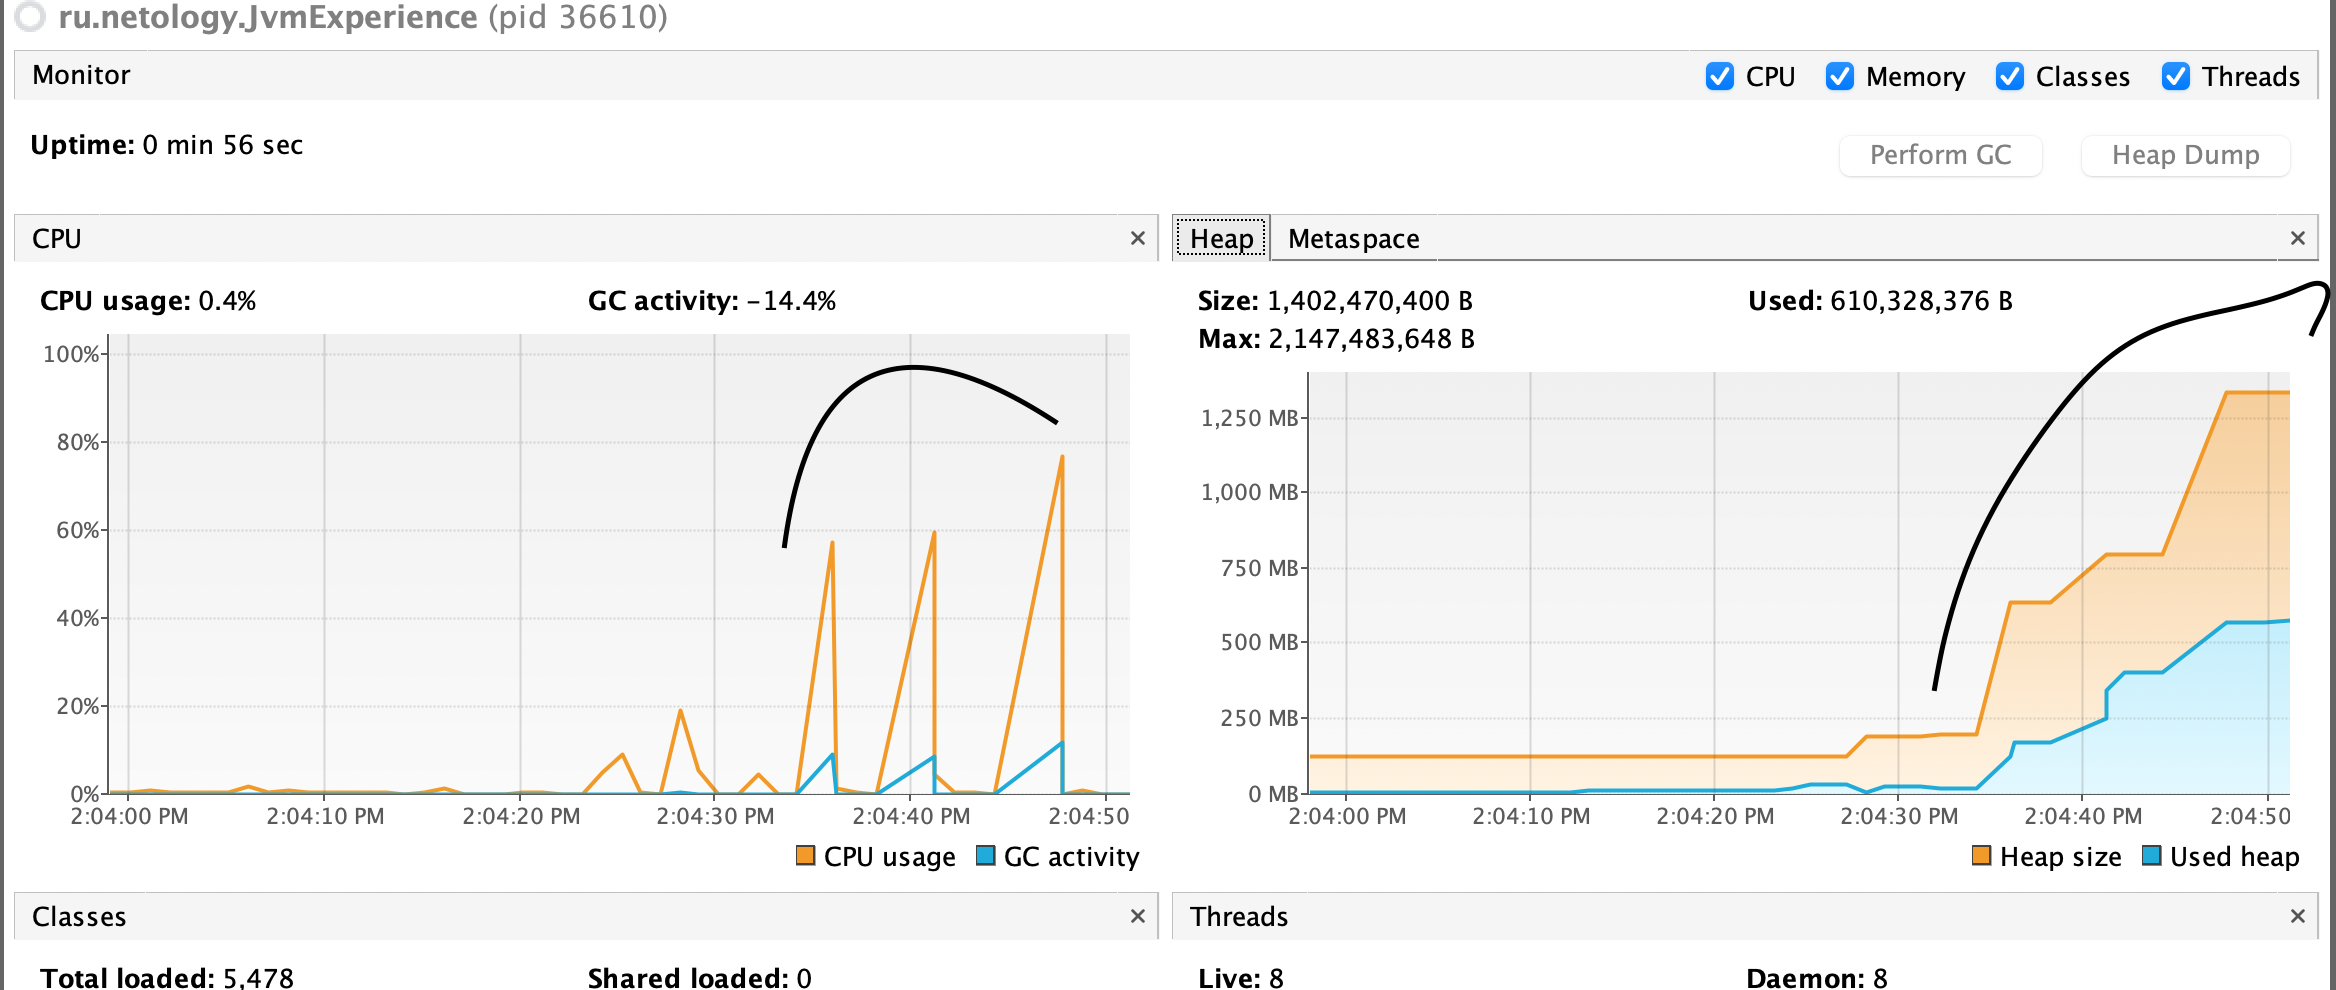 ru.netology.JvmExperience (pid 36610)
Monitor
CPU Memory Classes Threads
Uptime: 0 min 56 sec
Perform GC Heap Dump
CPU
CPU usage: 0.4% GC activity: -14.4%
100%
80%
60%
40%
20%
0%
2:04:00 PM 2:04:10 PM 2:04:20 PM 2:04:30 PM 2:04:40 PM 2:04:50
CPU usage GC activity
Heap Metaspace
Size: 1,402,470,400 B Used: 610,328,376 B
Max: 2,147,483,648 B
1,250 MB
1,000 MB
750 MB
500 MB
250 MB
0 MB
2:04:00 PM 2:04:10 PM 2:04:20 PM 2:04:30 PM 2:04:40 PM 2:04:50
Heap size Used heap
Classes
Total loaded: 5,478 Shared loaded: 0
Threads
Live: 8 Daemon: 8